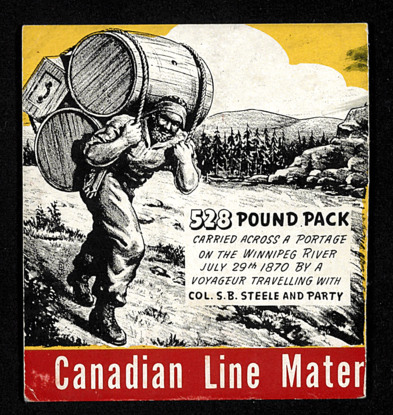 528 POUND PACK
CARRIED ACROSS A PORTAGE
ON THE WINNIPEG RIVER
JULY 29th 1870 BY A
VOYAGEUR TRAVELLING WITH
COL. S.B. STEELE AND PARTY
Canadian Line Mater